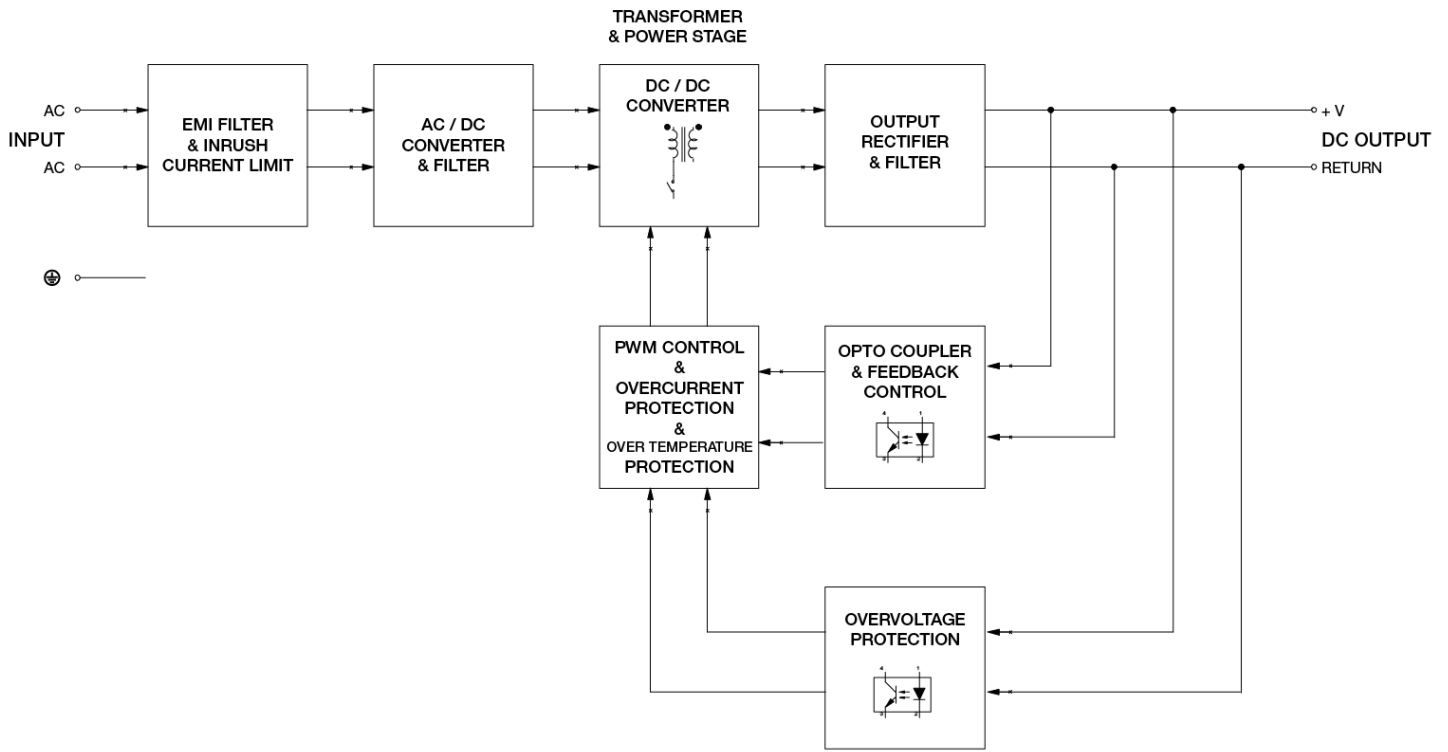 TRANSFORMER
& POWER STAGE
AC
INPUT
AC
EMI FILTER
& INRUSH
CURRENT LIMIT
AC / DC
CONVERTER
& FILTER
DC / DC
CONVERTER
OUTPUT
RECTIFIER
& FILTER
+ V
DC OUTPUT
RETURN
PWM CONTROL
&
OVERCURRENT
PROTECTION
&
OVER TEMPERATURE
PROTECTION
OPTO COUPLER
& FEEDBACK
CONTROL
4 1
3 2
OVERVOLTAGE
PROTECTION
4 1
3 2